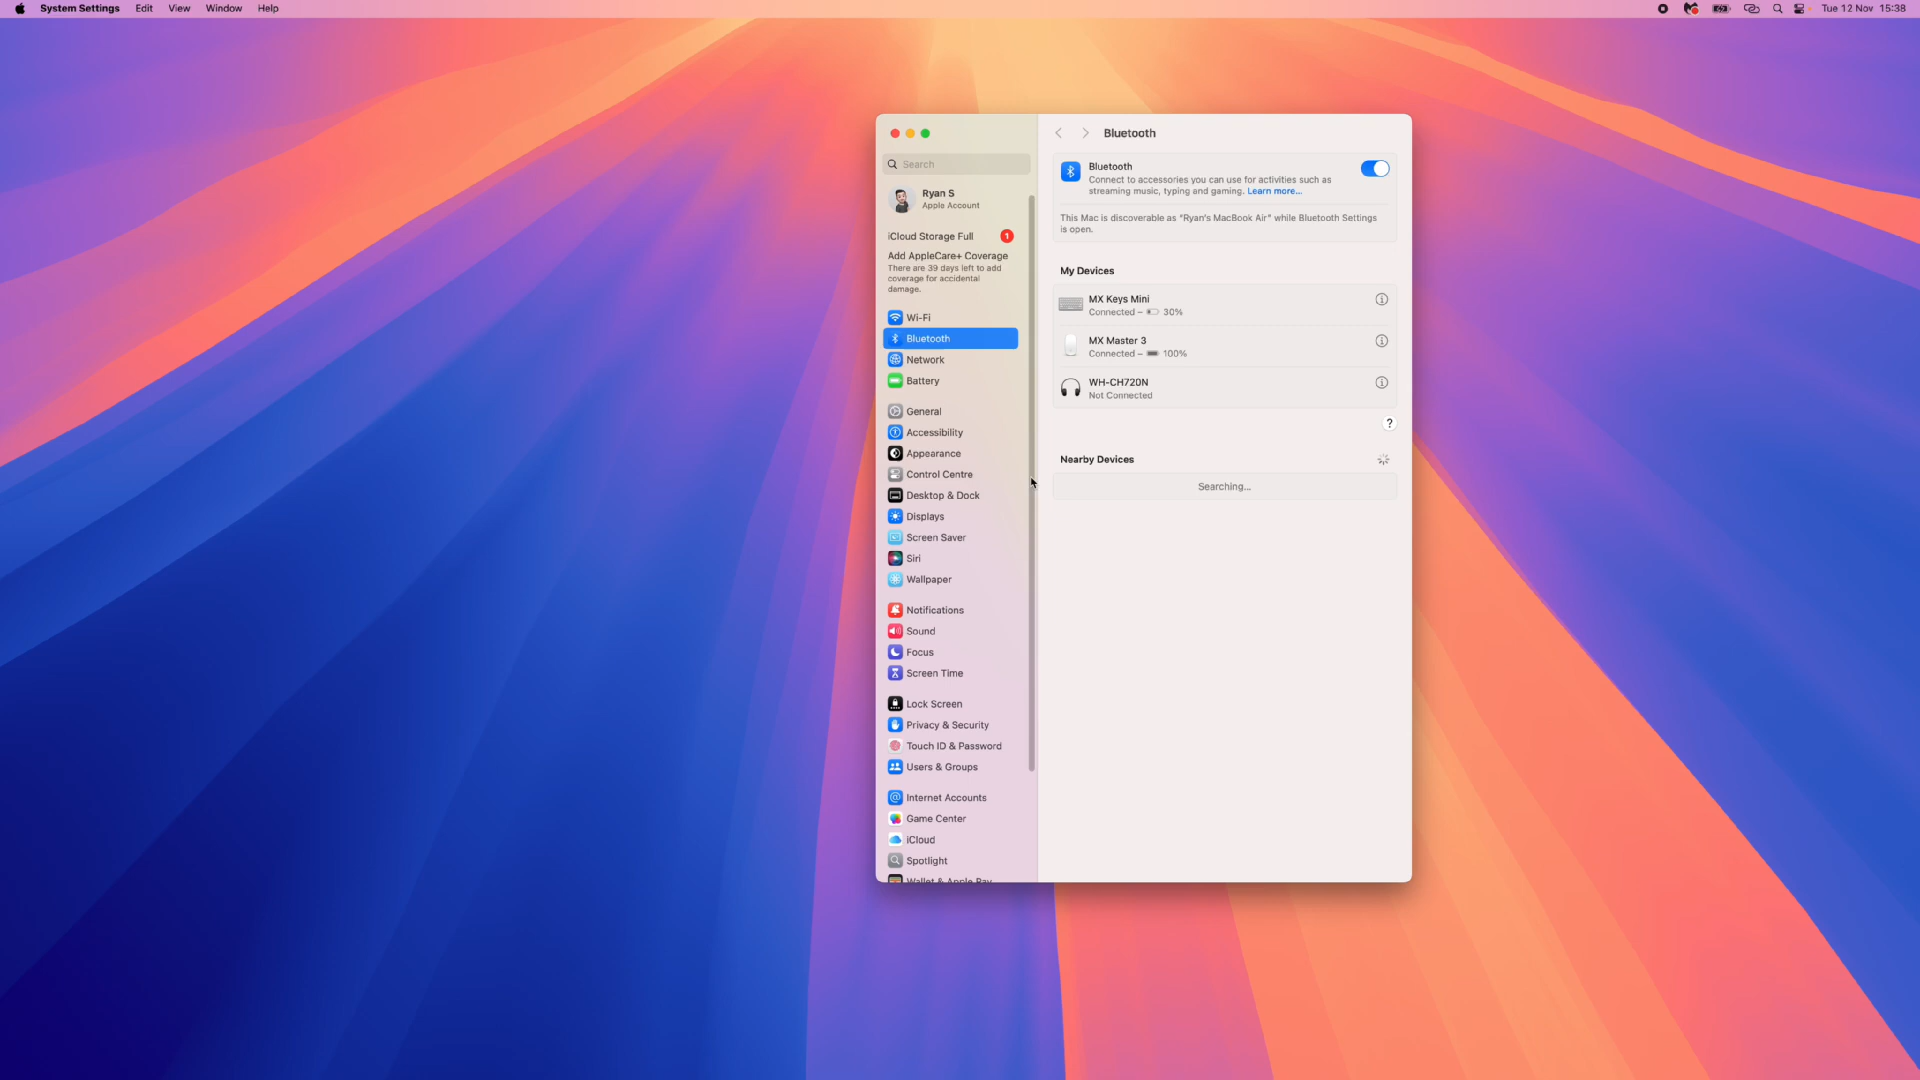 System Settings Edit View Window Help
Tue 12 Nov 15:38
Search
Ryan S
Apple Account
iCloud Storage Full 1
Add AppleCare+ Coverage
There are 39 days left to add
coverage for accidental
damage.
Wi-Fi
Bluetooth
Network
Battery
General
Accessibility
Appearance
Control Centre
Desktop & Dock
Displays
Screen Saver
Siri
Wallpaper
Notifications
Sound
Focus
Screen Time
Lock Screen
Privacy & Security
Touch ID & Password
Users & Groups
Internet Accounts
Game Center
iCloud
Spotlight
Wallet & Apple Pay
Bluetooth
Bluetooth
Connect to accessories you can use for activities such as
streaming music, typing and gaming. Learn more...
This Mac is discoverable as "Ryan's MacBook Air" while Bluetooth Settings
is open.
My Devices
MX Keys Mini
Connected – 30%
MX Master 3
Connected – 100%
WH-CH720N
Not Connected
?
Nearby Devices
Searching...